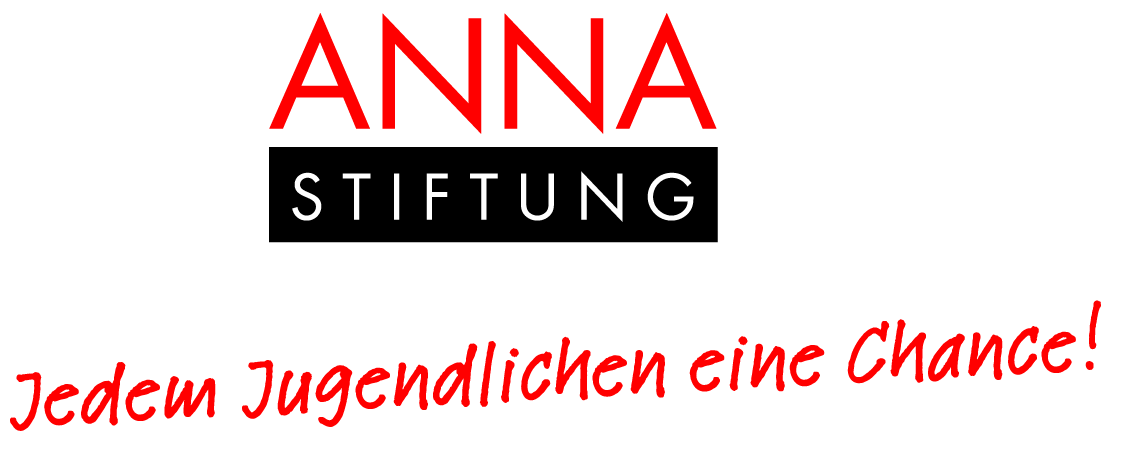 ANNA
STIFTUNG
Jedem Jugendlichen eine Chance!